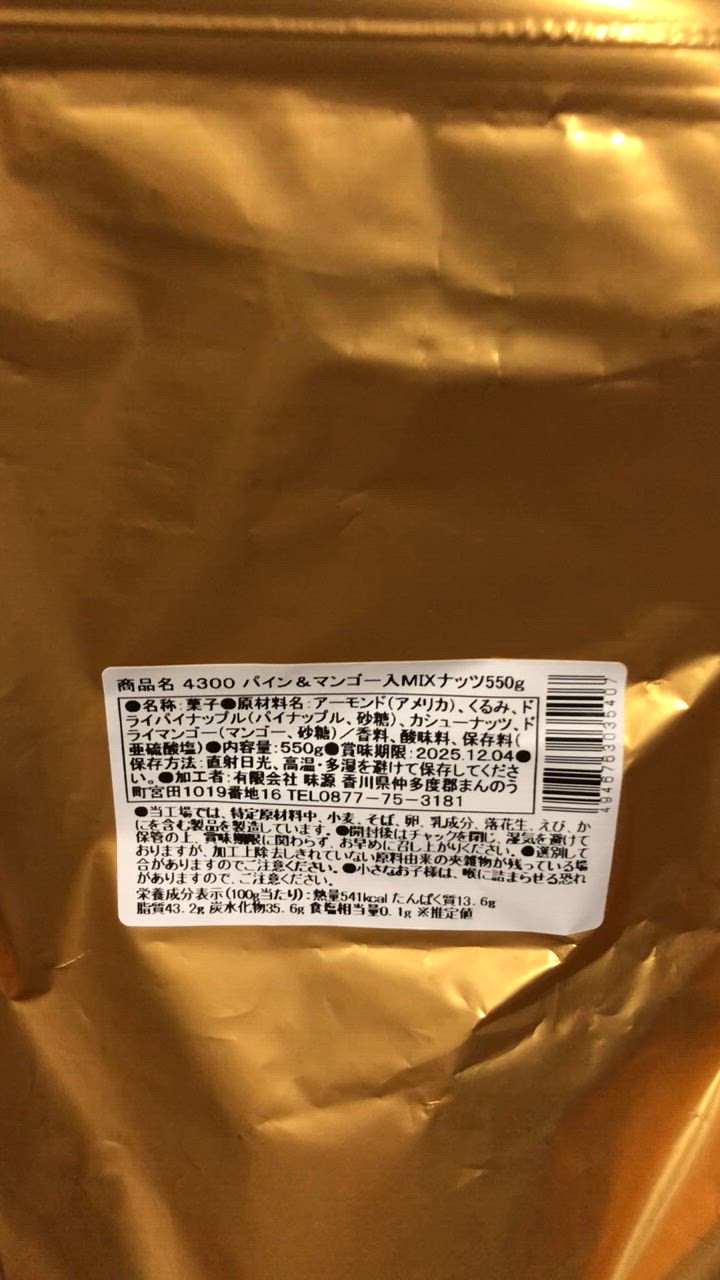 商品名 4300 パイン&マンゴー入MIXナッツ550g
●名称:菓子●原材料名:アーモンド(アメリカ)、くるみ、ド
ライパイナップル(パイナップル、砂糖)、カシューナッツ、ド
ライマンゴー(マンゴー、砂糖)/香料、酸味料、保存料(
亜硫酸塩)●内容量:550g●賞味期限:2025.12.04●
保存方法:直射日光、高温・多湿を避けて保存してくださ
い。●加工者:有限会社 味源 香川県仲多度郡まんのう
町宮田1019番地16 TEL0877-75-3181
●当工場では、特定原材料中、小麦、そば、卵、乳成分、落花生、えび、か
にを含む製品を製造しています。●開封後はチャックを閉じ、湿気を避けて
保管の上、賞味期限に関わらず、お早めに召し上がりください。●選別して
おりますが、加工上除去しきれていない原料由来の夾雑物が残っている場
合がありますのでご注意ください。●小さなお子様は、喉に詰まらせる恐れ
がありますので、ご注意ください。
栄養成分表示(100g当たり):熱量541kcal たんぱく質13.6g
脂質43.2g 炭水化物35.6g 食塩相当量0.1g ※推定値
4946763035407